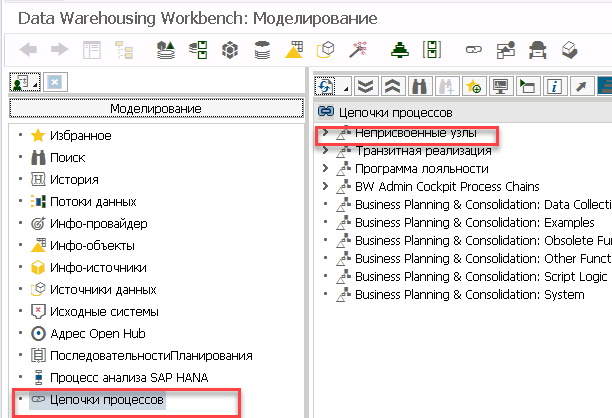 Data Warehousing Workbench: Моделирование
Моделирование
Избранное
Поиск
История
Потоки данных
Инфо-провайдер
Инфо-объекты
Инфо-источники
Источники данных
Исходные системы
Адрес Open Hub
ПоследовательностиПланирования
Процесс анализа SAP HANA
Цепочки процессов
Цепочки процессов
Неприсвоенные узлы
Транзитная реализация
Программа лояльности
BW Admin Cockpit Process Chains
Business Planning & Consolidation: Data Collecti
Business Planning & Consolidation: Examples
Business Planning & Consolidation: Obsolete Fun
Business Planning & Consolidation: Other Funct
Business Planning & Consolidation: Script Logic
Business Planning & Consolidation: System